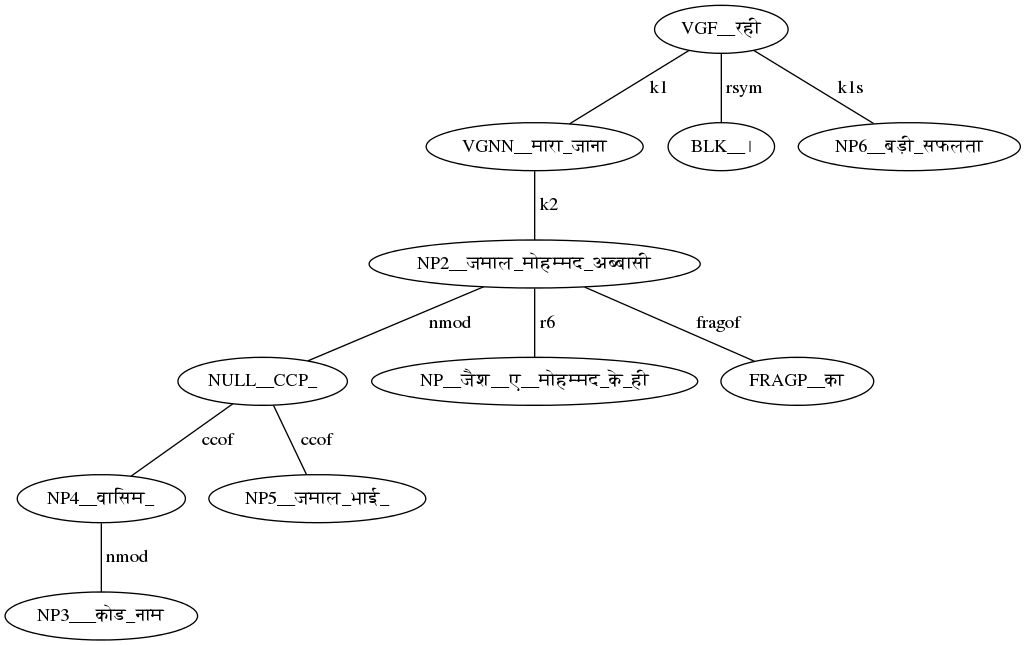 VGF__रही
k1 rsym k1s
VGNN__मारा_जाना BLK__। NP6__बड़ी_सफलता
k2
NP2__जमाल_मोहम्मद_अब्बासी
nmod r6 fragof
NULL__CCP_ NP__जैश__ए__मोहम्मद_के_ही FRAGP__का
ccof ccof
NP4__वासिम_ NP5__जमाल_भाई_
nmod
NP3___कोड_नाम